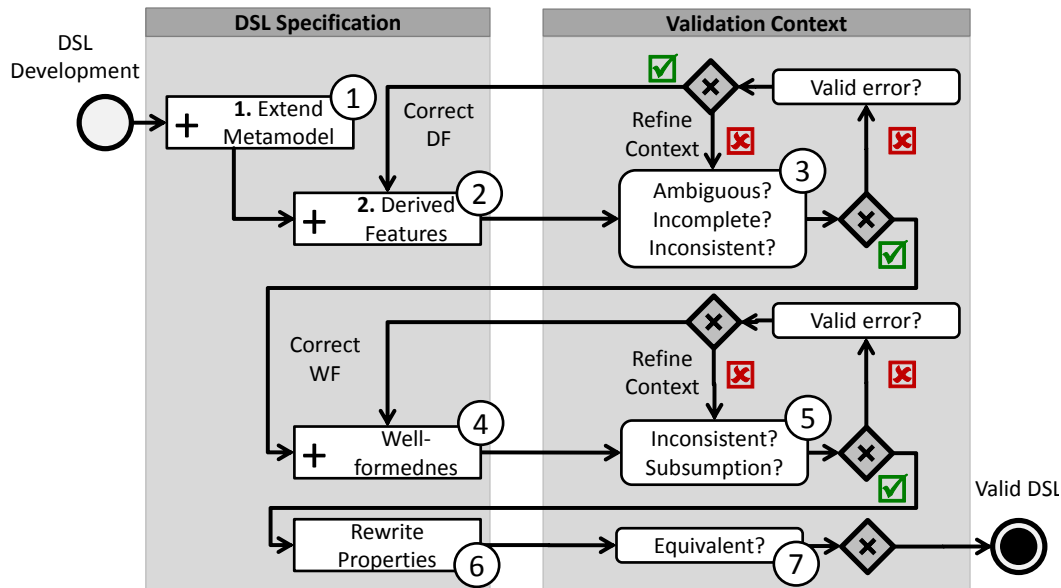 DSL Specification
Validation Context
DSL
Development
1. Extend
Metamodel
1
Correct
DF
Valid error?
Refine
Context
2. Derived
Features
2
Ambiguous?
Incomplete?
Inconsistent?
3
Correct
WF
Valid error?
Refine
Context
Well-
formednes
4
Inconsistent?
Subsumption?
5
Valid DSL
Rewrite
Properties
6
Equivalent?
7